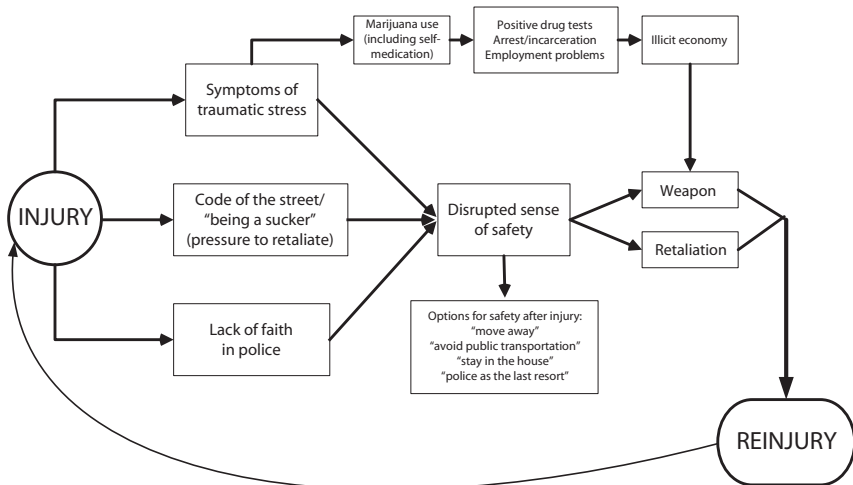 Marijuana use
(including self-
medication)
Positive drug tests
Arrest/incarceration
Employment problems
Illicit economy
Symptoms of
traumatic stress
INJURY
Code of the street/
“being a sucker”
(pressure to retaliate)
Disrupted sense
of safety
Weapon
Retaliation
Lack of faith
in police
Options for safety after injury:
“move away”
“avoid public transportation”
“stay in the house”
“police as the last resort”
REINJURY